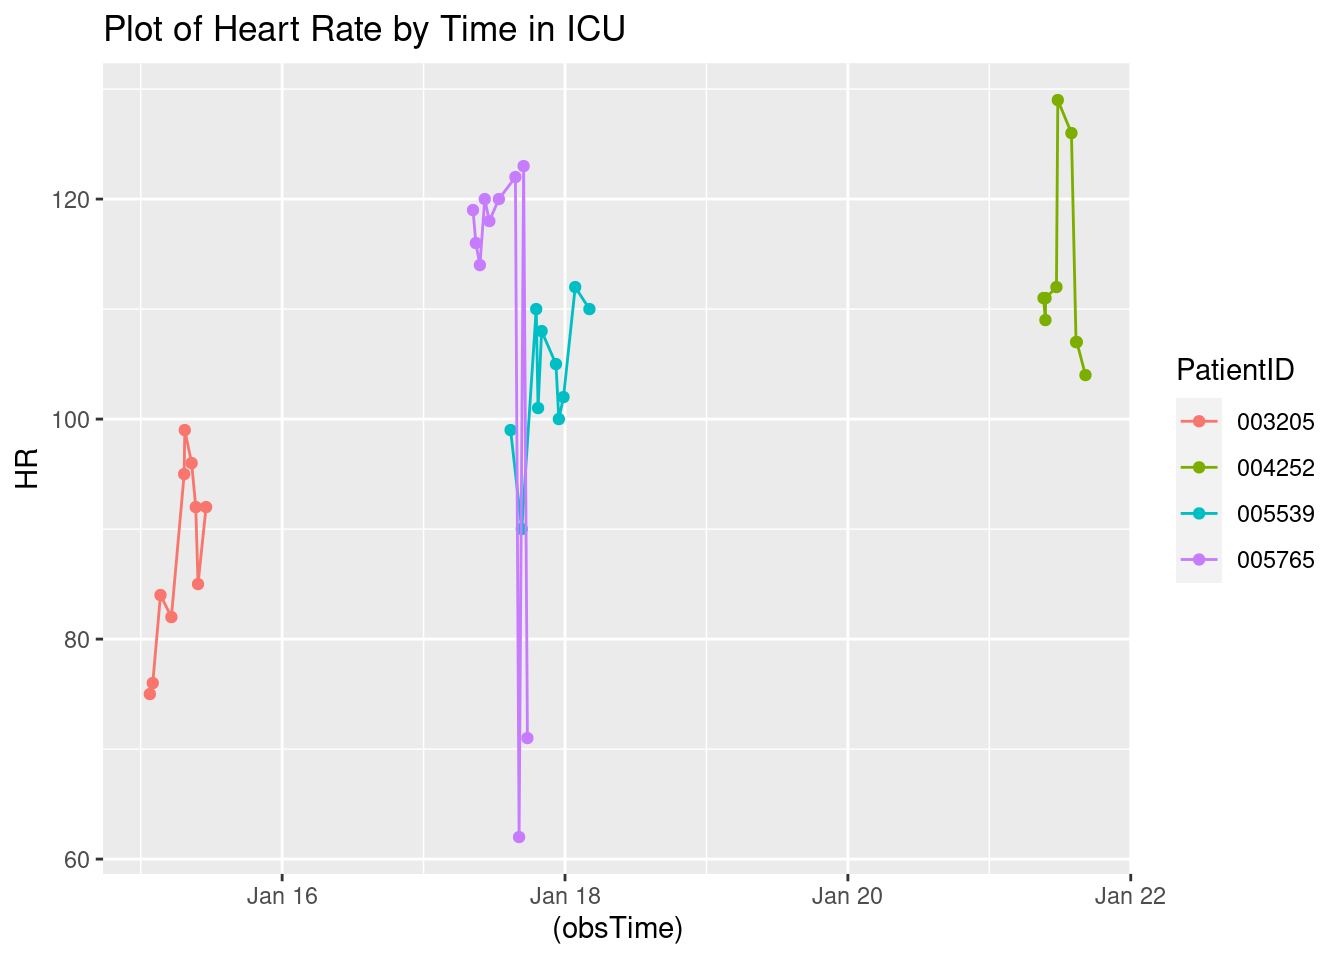 Plot of Heart Rate by Time in ICU
120
100
80
60
HR
Jan 16
Jan 18
Jan 20
Jan 22
(obsTime)
PatientID
003205
004252
005539
005765